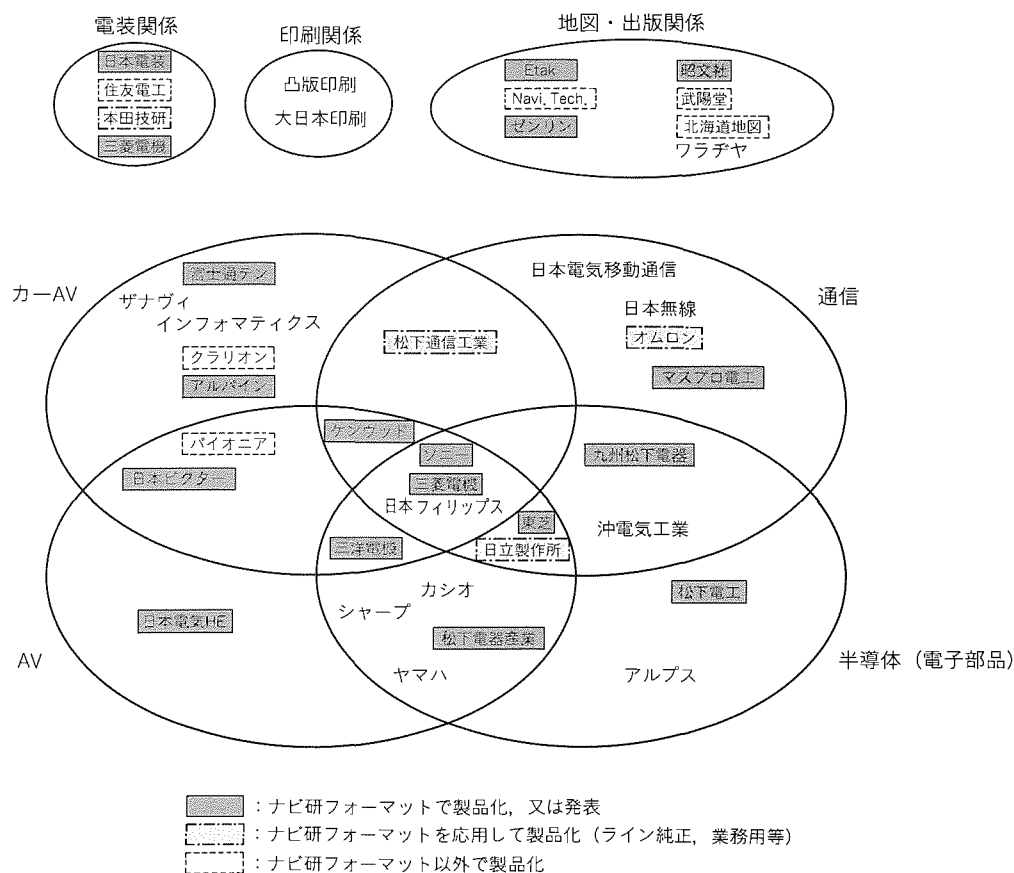 電装関係
日本電装
住友電工
本田技研
三菱電機
印刷関係
凸版印刷
大日本印刷
地図・出版関係
Etak
Navi. Tech.
ゼンリン
昭文社
武陽堂
北海道地図
ワラヂヤ
カーAV
富士通テン
ザナヴィ
インフォマティクス
クラリオン
アルパイン
パイオニア
日本ビクター
松下通信工業
日本電気移動通信
日本無線
オムロン
マスプロ電工
通信
ケンウッド
ソニー
三菱電機
日本フィリップス
九州松下電器
東芝
日立製作所
沖電気工業
三洋電機
カシオ
シャープ
松下電器産業
ヤマハ
日本電気HE
AV
松下電工
アルプス
半導体（電子部品）
：ナビ研フォーマットで製品化，又は発表
：ナビ研フォーマットを応用して製品化（ライン純正，業務用等）
：ナビ研フォーマット以外で製品化